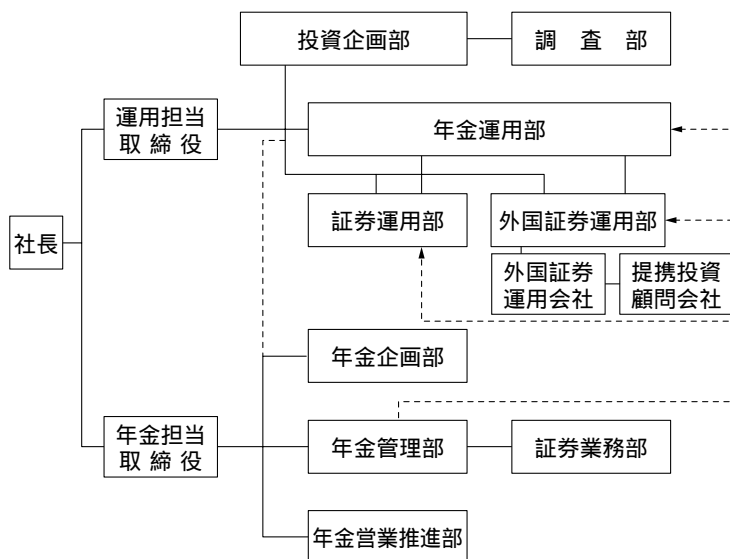 投資企画部
調査部
運用担当
取締役
年金運用部
証券運用部
外国証券運用部
社長
外国証券
運用会社
提携投資
顧問会社
年金企画部
年金担当
取締役
年金管理部
証券業務部
年金営業推進部